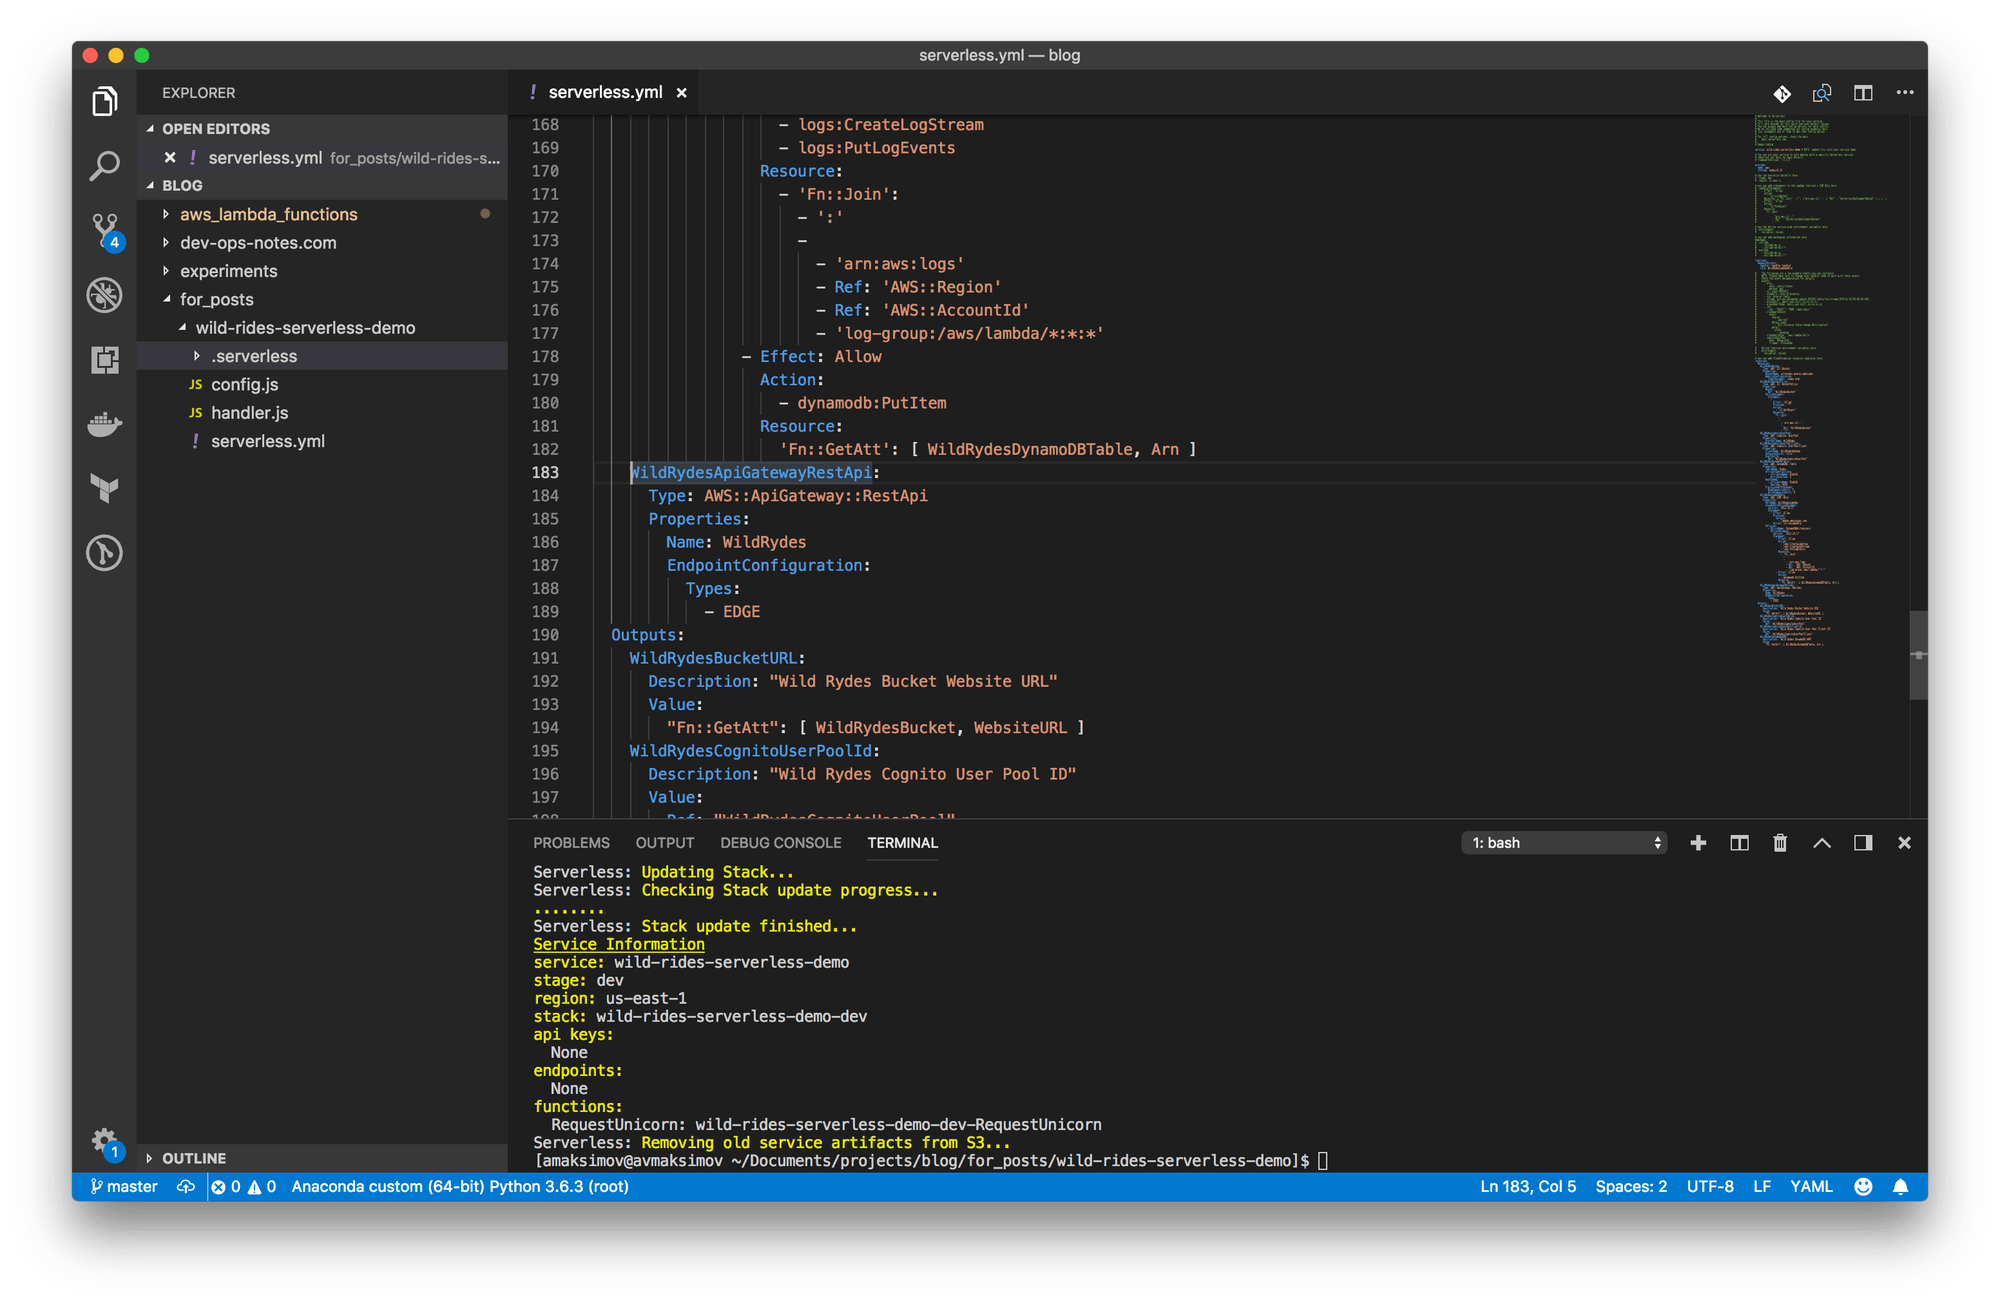 serverless.yml — blog
EXPLORER
OPEN EDITORS
serverless.yml for_posts/wild-rides-s...
BLOG
aws_lambda_functions
dev-ops-notes.com
experiments
for_posts
wild-rides-serverless-demo
.serverless
JS config.js
JS handler.js
! serverless.yml
OUTLINE
4
1
! serverless.yml
168 - logs:CreateLogStream
169 - logs:PutLogEvents
170 Resource:
171 - 'Fn::Join':
172 - ':'
173 -
174 - 'arn:aws:logs'
175 - Ref: 'AWS::Region'
176 - Ref: 'AWS::AccountId'
177 - 'log-group:/aws/lambda/*:*:*'
178 - Effect: Allow
179 Action:
180 - dynamodb:PutItem
181 Resource:
182 'Fn::GetAtt': [ WildRydesDynamoDBTable, Arn ]
183 WildRydesApiGatewayRestApi:
184 Type: AWS::ApiGateway::RestApi
185 Properties:
186 Name: WildRydes
187 EndpointConfiguration:
188 Types:
189 - EDGE
190 Outputs:
191 WildRydesBucketURL:
192 Description: "Wild Rydes Bucket Website URL"
193 Value:
194 "Fn::GetAtt": [ WildRydesBucket, WebsiteURL ]
195 WildRydesCognitoUserPoolId:
196 Description: "Wild Rydes Cognito User Pool ID"
197 Value:
198 Ref: "WildRydesCognitoUserPool"
PROBLEMS OUTPUT DEBUG CONSOLE TERMINAL 1: bash
Serverless: Updating Stack...
Serverless: Checking Stack update progress...
........
Serverless: Stack update finished...
Service Information
service: wild-rides-serverless-demo
stage: dev
region: us-east-1
stack: wild-rides-serverless-demo-dev
api keys:
None
endpoints:
None
functions:
RequestUnicorn: wild-rides-serverless-demo-dev-RequestUnicorn
Serverless: Removing old service artifacts from S3...
[amaksimov@avmaksimov ~/Documents/projects/blog/for_posts/wild-rides-serverless-demo]$
master 0 0 Anaconda custom (64-bit) Python 3.6.3 (root) Ln 183, Col 5 Spaces: 2 UTF-8 LF YAML